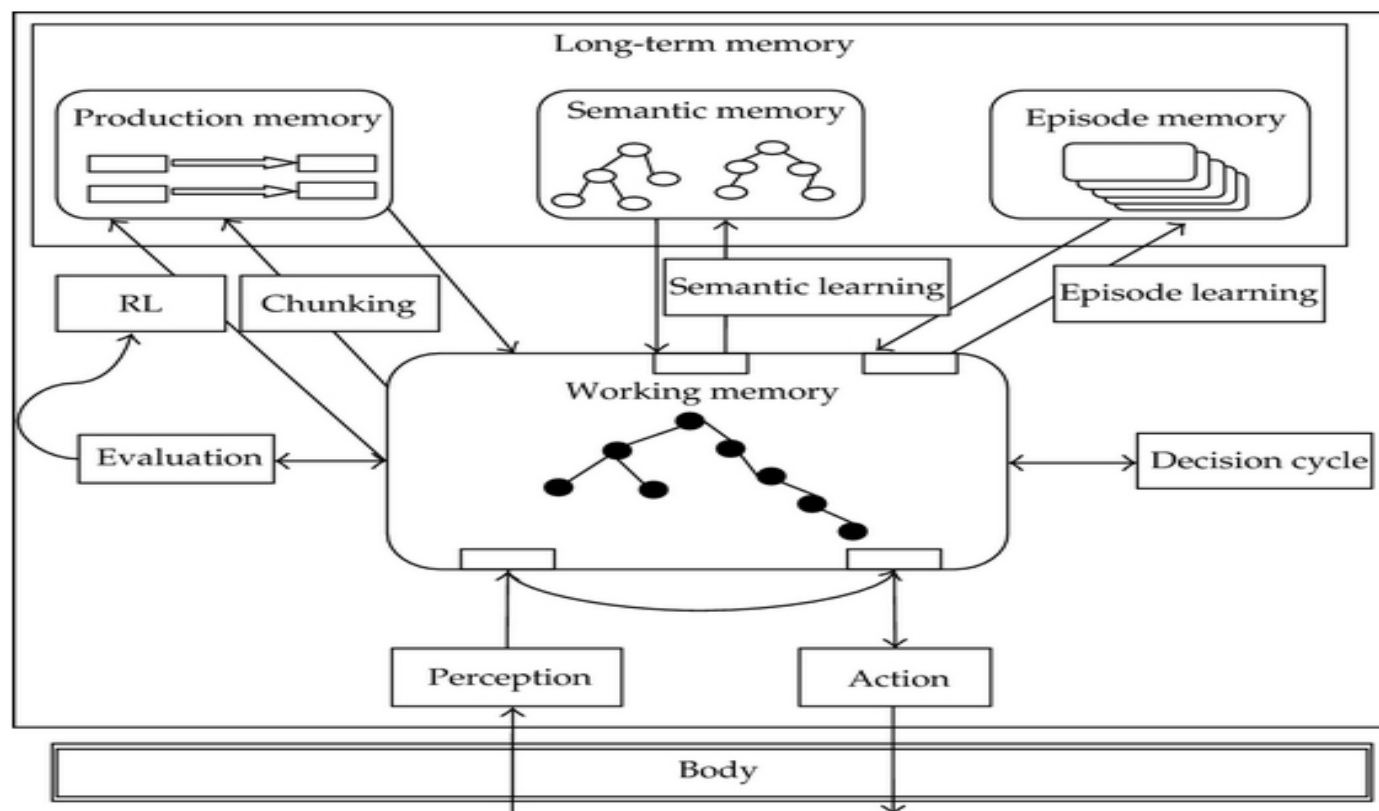 Long-term memory
Production memory
Semantic memory
Episode memory
RL
Chunking
Semantic learning
Episode learning
Working memory
Evaluation
Decision cycle
Perception
Action
Body